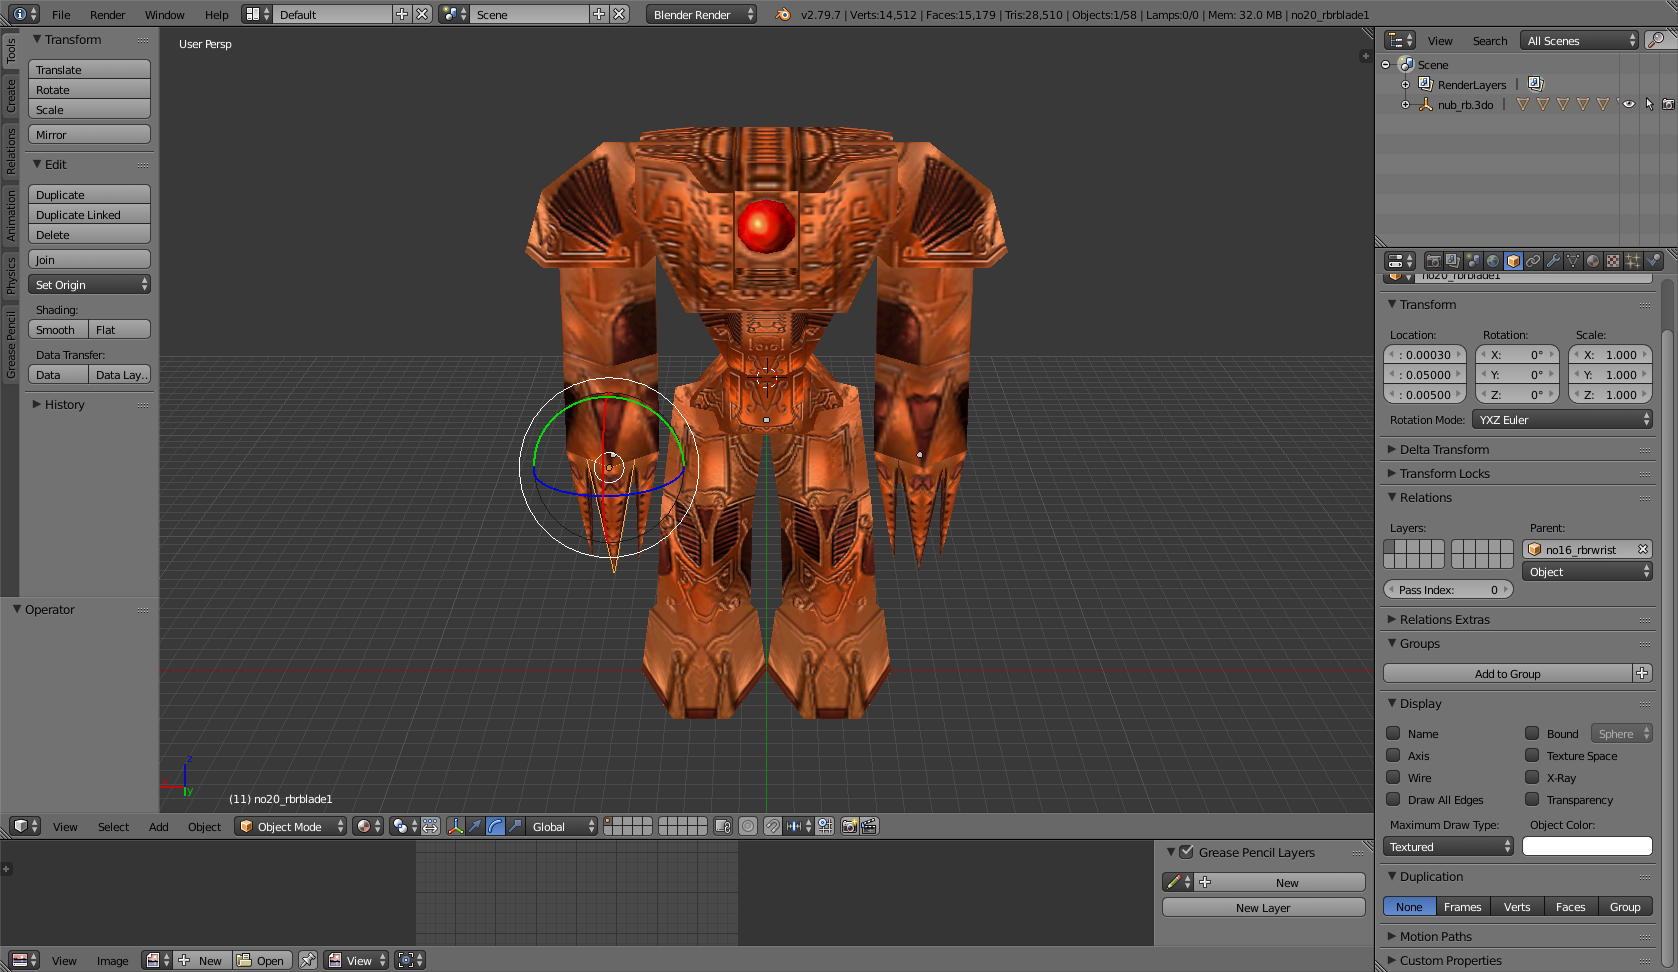 File Render Window Help Default Scene Blender Render v2.79.7 | Verts:14,512 | Faces:15,179 | Tris:28,510 | Objects:1/58 | Lamps:0/0 | Mem: 32.0 MB | no20_rbrblade1
Tools
Create
Relations
Animation
Physics
Grease Pencil
Transform
Translate
Rotate
Scale
Mirror
Edit
Duplicate
Duplicate Linked
Delete
Join
Set Origin
Shading:
Smooth Flat
Data Transfer:
Data Data Lay..
History
Operator
User Persp
z
y
(11) no20_rbrblade1
View Select Add Object Object Mode Global
View Search All Scenes
Scene
RenderLayers
nub_rb.3do
no20_rbrblade1
Transform
Location: Rotation: Scale:
: 0.00030 X: 0° X: 1.000
: 0.05000 Y: 0° Y: 1.000
: 0.00500 Z: 0° Z: 1.000
Rotation Mode: YXZ Euler
Delta Transform
Transform Locks
Relations
Layers: Parent:
no16_rbrwrist
Object
Pass Index: 0
Relations Extras
Groups
Add to Group
Display
Name Bound Sphere
Axis Texture Space
Wire X-Ray
Draw All Edges Transparency
Maximum Draw Type: Object Color:
Textured
Duplication
None Frames Verts Faces Group
Motion Paths
Custom Properties
Grease Pencil Layers
New
New Layer
View Image New Open View